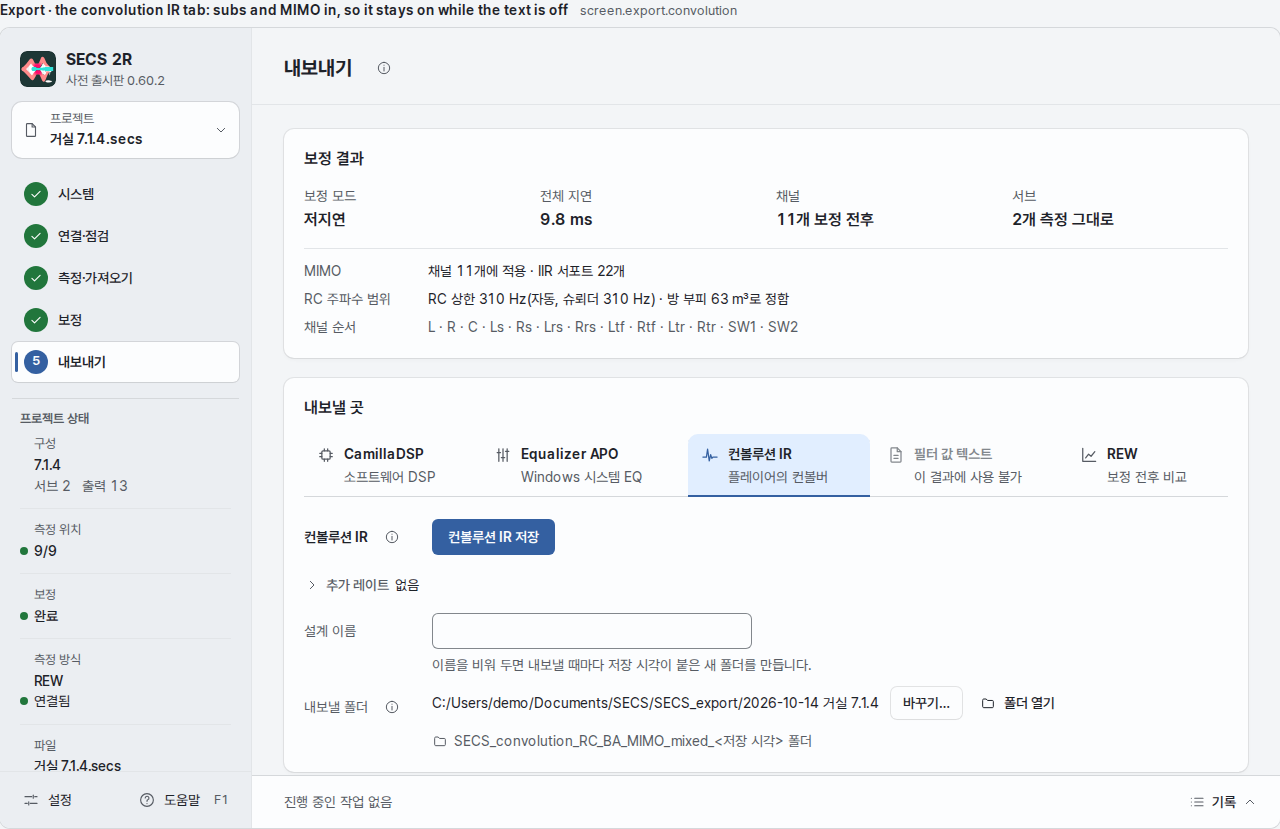 Export · the convolution IR tab: subs and MIMO in, so it stays on while the text is off screen.export.convolution
SECS 2R
사전 출시판 0.60.2
프로젝트
거실 7.1.4.secs
시스템
연결·점검
측정·가져오기
보정
5 내보내기
프로젝트 상태
구성
7.1.4
서브 2 출력 13
측정 위치
9/9
보정
완료
측정 방식
REW
연결됨
파일
거실 7.1.4.secs
설정
도움말 F1
내보내기
보정 결과
보정 모드
저지연
전체 지연
9.8 ms
채널
11개 보정 전후
서브
2개 측정 그대로
MIMO 채널 11개에 적용 · IIR 서포트 22개
RC 주파수 범위 RC 상한 310 Hz(자동, 슈뢰더 310 Hz) · 방 부피 63 m³로 정함
채널 순서 L · R · C · Ls · Rs · Lrs · Rrs · Ltf · Rtf · Ltr · Rtr · SW1 · SW2
내보낼 곳
CamillaDSP
소프트웨어 DSP
Equalizer APO
Windows 시스템 EQ
컨볼루션 IR
플레이어의 컨볼버
필터 값 텍스트
이 결과에 사용 불가
REW
보정 전후 비교
컨볼루션 IR 컨볼루션 IR 저장
추가 레이트 없음
설계 이름
이름을 비워 두면 내보낼 때마다 저장 시각이 붙은 새 폴더를 만듭니다.
내보낼 폴더 C:/Users/demo/Documents/SECS/SECS_export/2026-10-14 거실 7.1.4 바꾸기... 폴더 열기
SECS_convolution_RC_BA_MIMO_mixed_<저장 시각> 폴더
진행 중인 작업 없음
기록